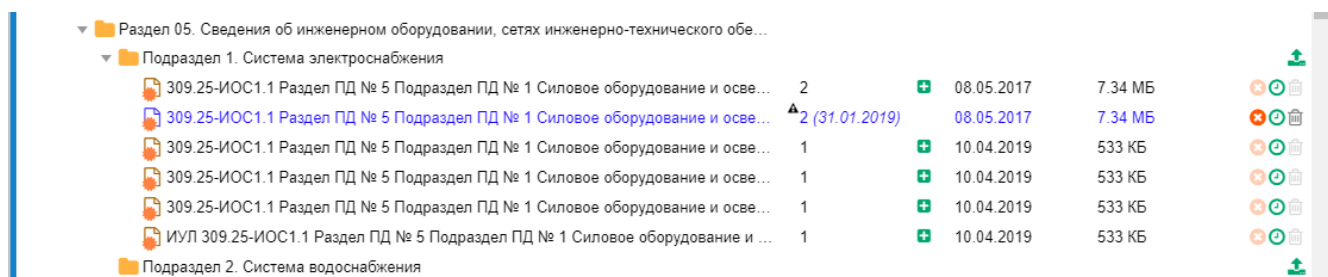 Раздел 05. Сведения об инженерном оборудовании, сетях инженерно-технического обе...
Подраздел 1. Система электроснабжения
309.25-ИОС1.1 Раздел ПД № 5 Подраздел ПД № 1 Силовое оборудование и осве... 2 08.05.2017 7.34 МБ
309.25-ИОС1.1 Раздел ПД № 5 Подраздел ПД № 1 Силовое оборудование и осве... 2 (31.01.2019) 08.05.2017 7.34 МБ
309.25-ИОС1.1 Раздел ПД № 5 Подраздел ПД № 1 Силовое оборудование и осве... 1 10.04.2019 533 КБ
309.25-ИОС1.1 Раздел ПД № 5 Подраздел ПД № 1 Силовое оборудование и осве... 1 10.04.2019 533 КБ
309.25-ИОС1.1 Раздел ПД № 5 Подраздел ПД № 1 Силовое оборудование и осве... 1 10.04.2019 533 КБ
ИУЛ 309.25-ИОС1.1 Раздел ПД № 5 Подраздел ПД № 1 Силовое оборудование и ... 1 10.04.2019 533 КБ
Подраздел 2. Система водоснабжения